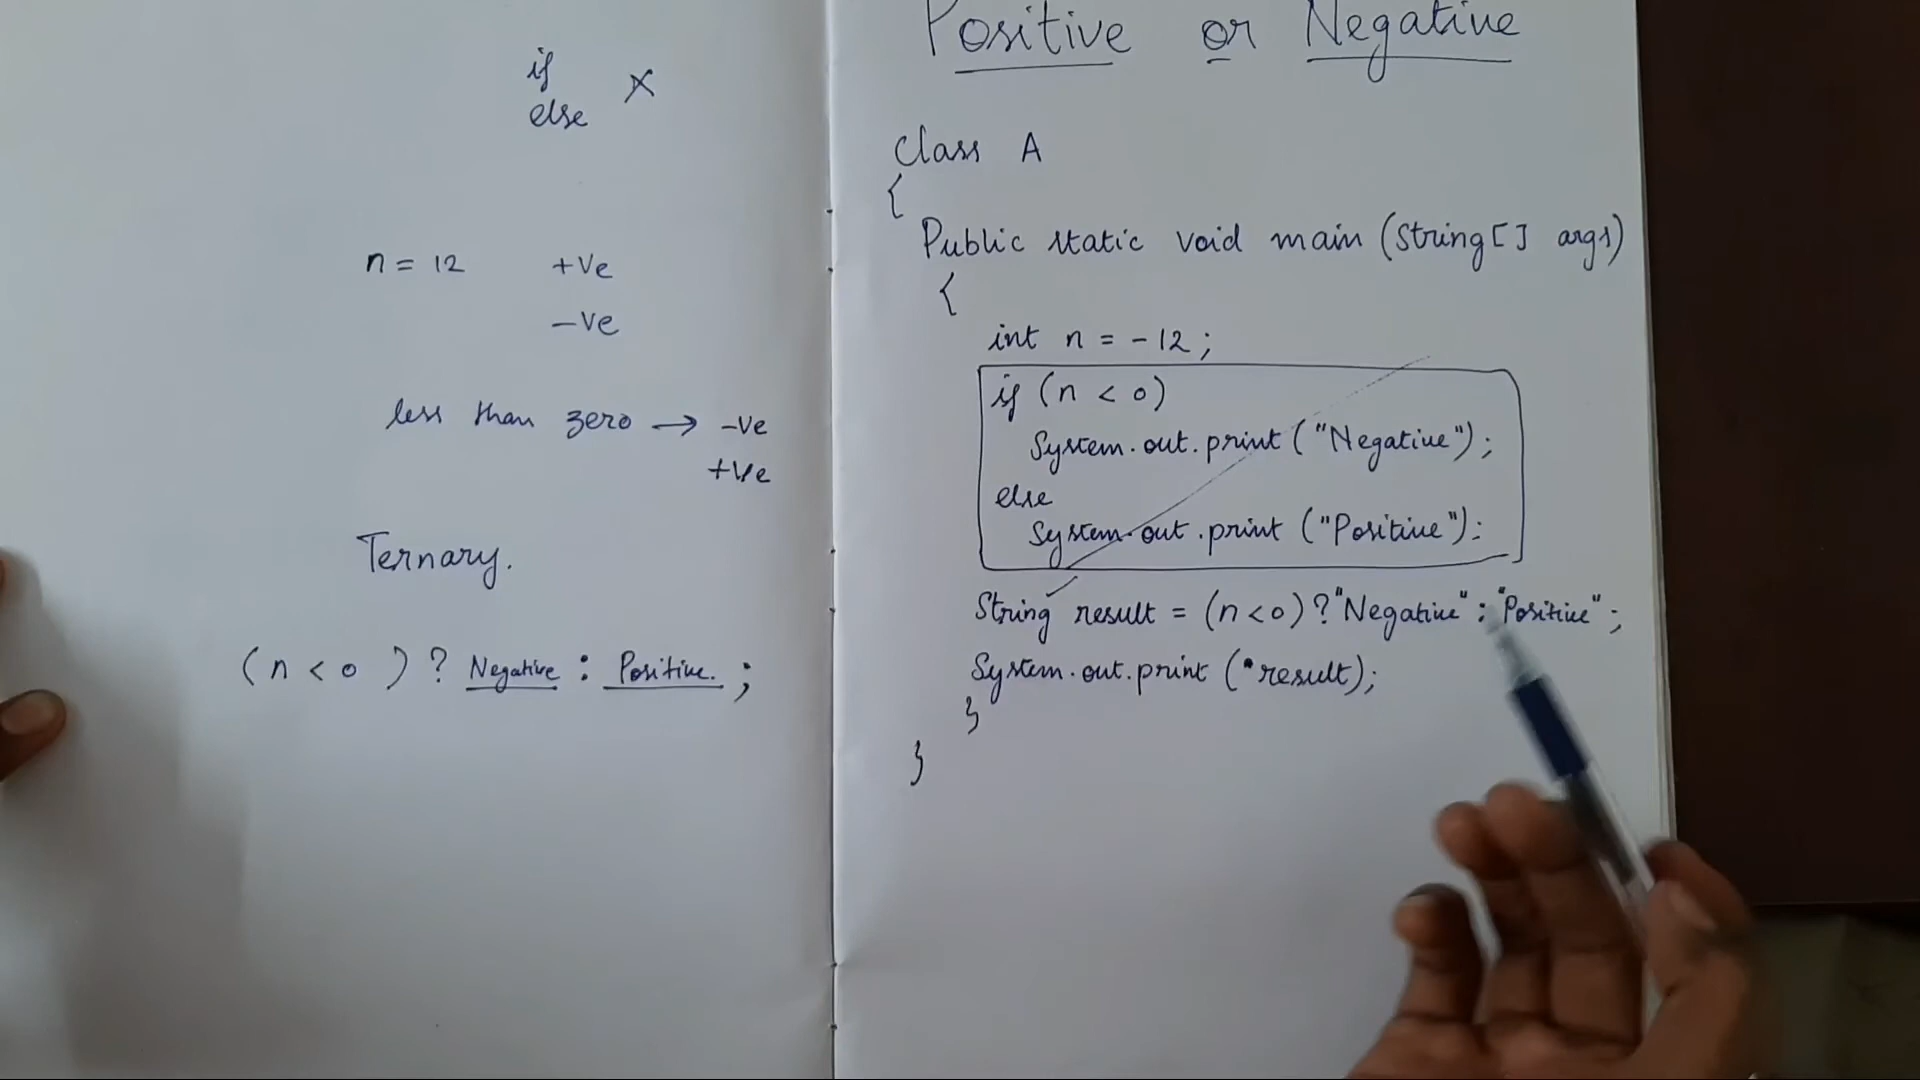 if
else X
n = 12 +ve
-ve
less than zero → -ve
+ve
Ternary.
(n < 0 ) ? Negative : Positive. ;
Positive or Negative
Class A
{
Public static void main (String[] args)
{
int n = -12 ;
if (n < 0)
System.out.print ("Negative");
else
System.out.print ("Positive");
String result = (n<0) ? "Negative" : "Positive" ;
System.out.print (result);
}
}